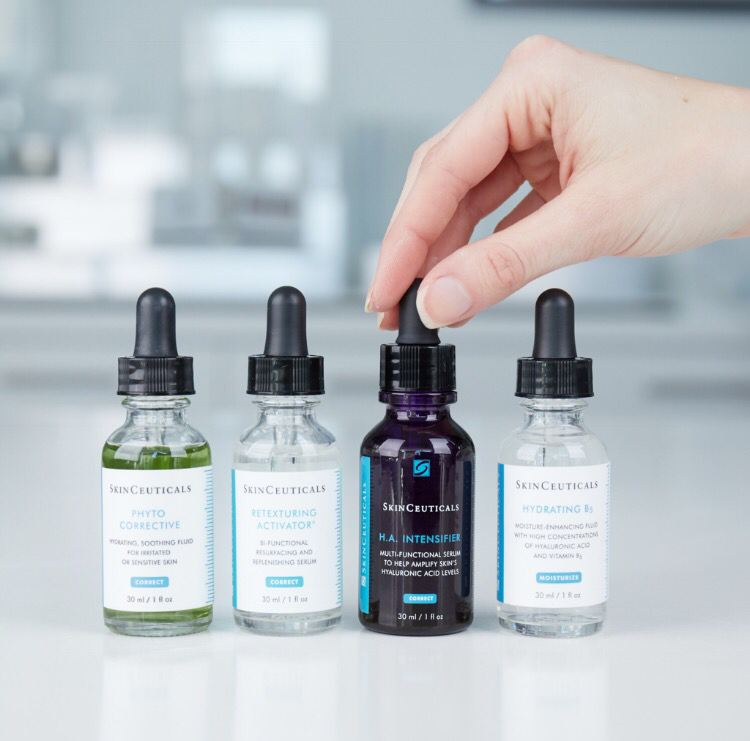 SKINCEUTICALS
PHYTO
CORRECTIVE
HYDRATING, SOOTHING FLUID
FOR IRRITATED
OR SENSITIVE SKIN
CORRECT
30 ml / 1 fl oz
SKINCEUTICALS
RETEXTURING
ACTIVATOR
BI-FUNCTIONAL
RESURFACING AND
REPLENISHING SERUM
CORRECT
30 ml / 1 fl oz
SKINCEUTICALS
SKINCEUTICALS
H.A. INTENSIFIER
MULTI-FUNCTIONAL SERUM
TO HELP AMPLIFY SKIN'S
HYALURONIC ACID LEVELS
CORRECT
30 ml / 1 fl oz
SKINCEUTICALS
HYDRATING B5
MOISTURE-ENHANCING FLUID
WITH HIGH CONCENTRATIONS
OF HYALURONIC ACID
AND VITAMIN B5
MOISTURIZE
30 ml / 1 fl oz